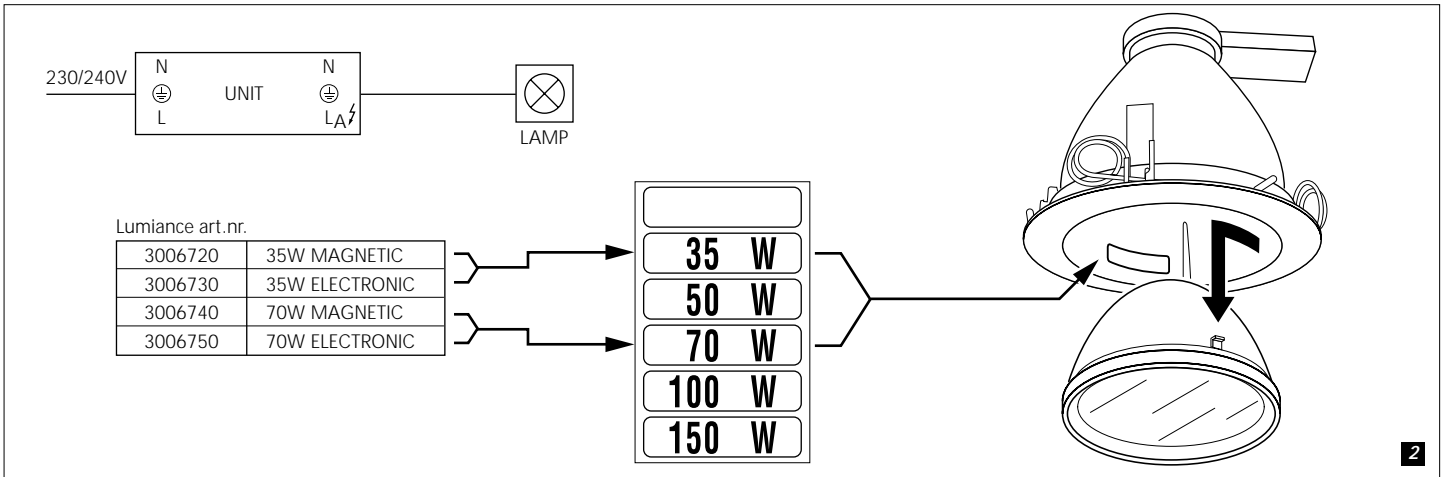 230/240V
N N
UNIT
L LA
LAMP
Lumiance art.nr.
3006720 35W MAGNETIC
3006730 35W ELECTRONIC
3006740 70W MAGNETIC
3006750 70W ELECTRONIC
35 W
50 W
70 W
100 W
150 W
2